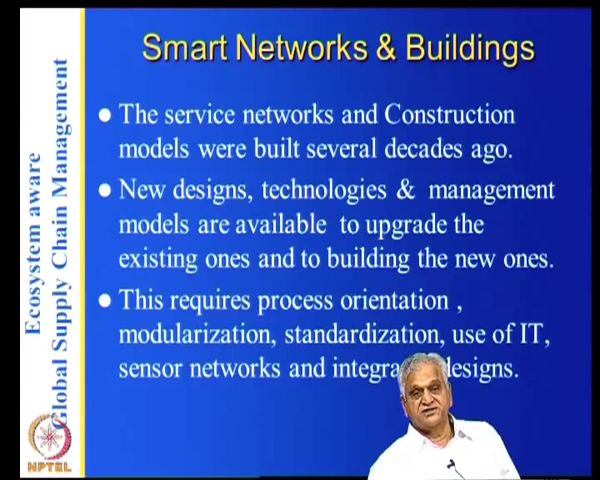 Smart Networks & Buildings
The service networks and Construction
models were built several decades ago.
New designs, technologies & management
models are available to upgrade the
existing ones and to building the new ones.
This requires process orientation ,
modularization, standardization, use of IT,
sensor networks and designs.
Ecosystem aware
Global Supply Chain Management
NPTEL